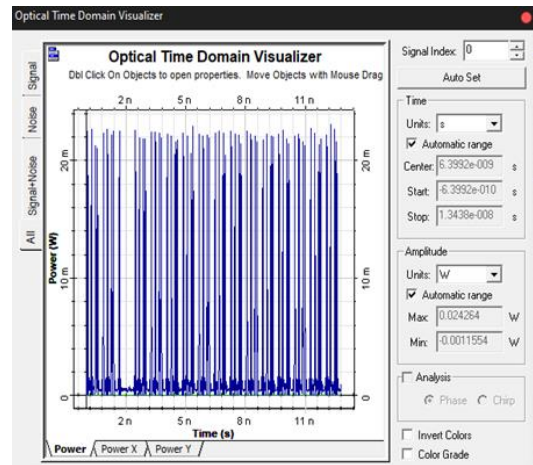 Optical Time Domain Visualizer
Signal
Noise
Signal+Noise
All
Optical Time Domain Visualizer
Dbl Click On Objects to open properties. Move Objects with Mouse Drag
2 n 5 n 8 n 11 n
Power (W)
0 10 m 20 m
0 10 m 20 m
2 n 5 n 8 n 11 n
Time (s)
Power Power X Power Y
Signal Index: 0
Auto Set
Time
Units: s
Automatic range
Center: 6.3992e-009 s
Start: -6.3992e-010 s
Stop: 1.3438e-008 s
Amplitude
Units: W
Automatic range
Max: 0.024264 W
Min: -0.0011554 W
Analysis
Phase Chirp
Invert Colors
Color Grade